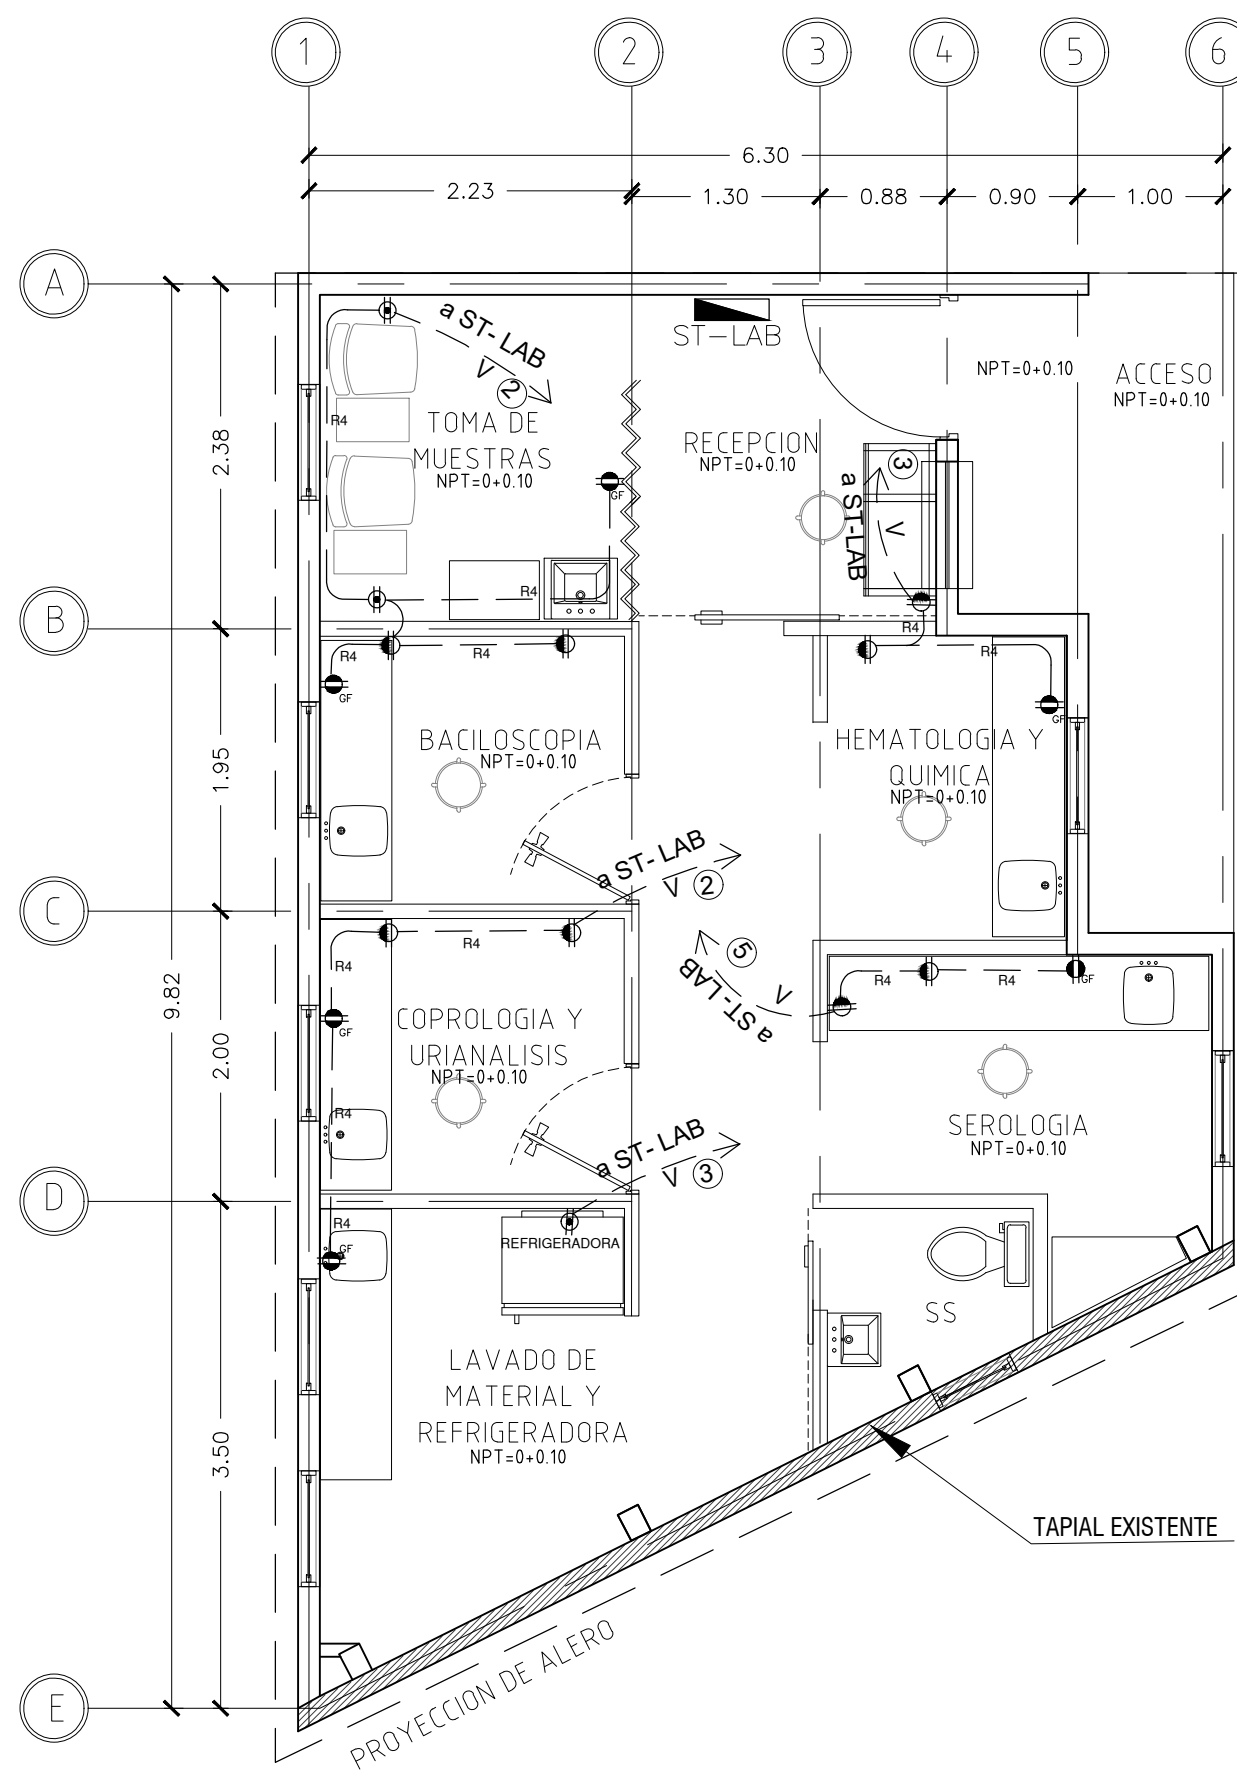 1
2
3
4
5
6
6.30
2.23
1.30
0.88
0.90
1.00
A
B
C
D
E
9.82
2.38
1.95
2.00
3.50
a ST-LAB
V 2
ST-LAB
R4
TOMA DE
MUESTRAS
NPT=0+0.10
GF
R4
RECEPCION
NPT=0+0.10
NPT=0+0.10
ACCESO
NPT=0+0.10
a ST-LAB
V 3
R4
R4
R4
GF
BACILOSCOPIA
NPT=0+0.10
R4
GF
HEMATOLOGIA Y
QUIMICA
NPT=0+0.10
a ST-LAB
V 2
R4
R4
GF
COPROLOGIA Y
URIANALISIS
NPT=0+0.10
R4
a ST-LAB
V 5
R4
R4
GF
SEROLOGIA
NPT=0+0.10
a ST-LAB
V 3
R4
GF
REFRIGERADORA
LAVADO DE
MATERIAL Y
REFRIGERADORA
NPT=0+0.10
SS
TAPIAL EXISTENTE
PROYECCION DE ALERO